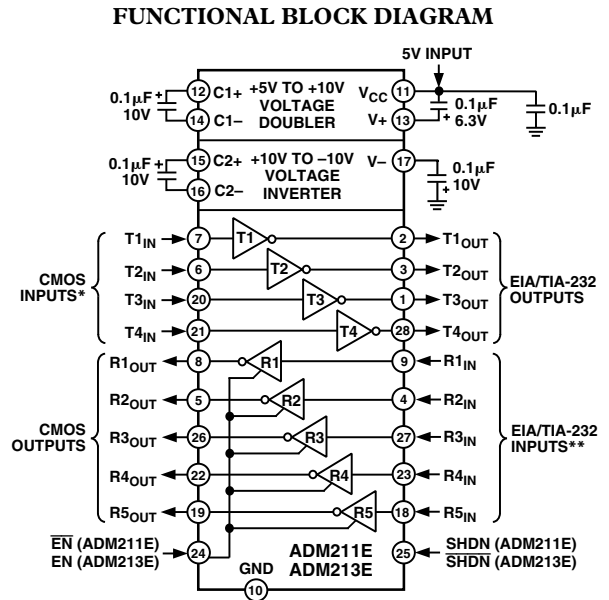 FUNCTIONAL BLOCK DIAGRAM
5V INPUT
0.1μF
10V
+
12
C1+
14
C1–
+5V TO +10V
VOLTAGE
DOUBLER
VCC
11
V+
13
0.1μF
6.3V
+
0.1μF
0.1μF
10V
+
15
C2+
16
C2–
+10V TO –10V
VOLTAGE
INVERTER
V–
17
0.1μF
10V
+
CMOS
INPUTS*
T1IN
7
T1
2
T1OUT
T2IN
6
T2
3
T2OUT
T3IN
20
T3
1
T3OUT
T4IN
21
T4
28
T4OUT
EIA/TIA-232
OUTPUTS
CMOS
OUTPUTS
R1OUT
8
R1
9
R1IN
R2OUT
5
R2
4
R2IN
R3OUT
26
R3
27
R3IN
R4OUT
22
R4
23
R4IN
R5OUT
19
R5
18
R5IN
EIA/TIA-232
INPUTS**
E̅N̅ (ADM211E)
EN (ADM213E)
24
ADM211E
ADM213E
25
SHDN (ADM211E)
S̅H̅D̅N̅ (ADM213E)
GND
10